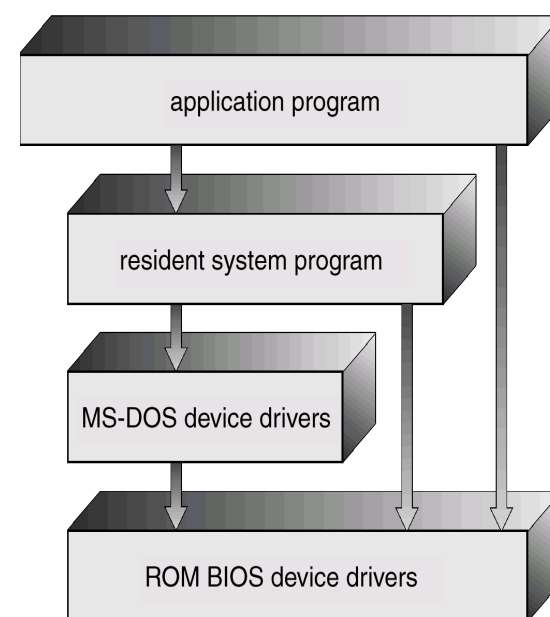 application program
resident system program
MS-DOS device drivers
ROM BIOS device drivers